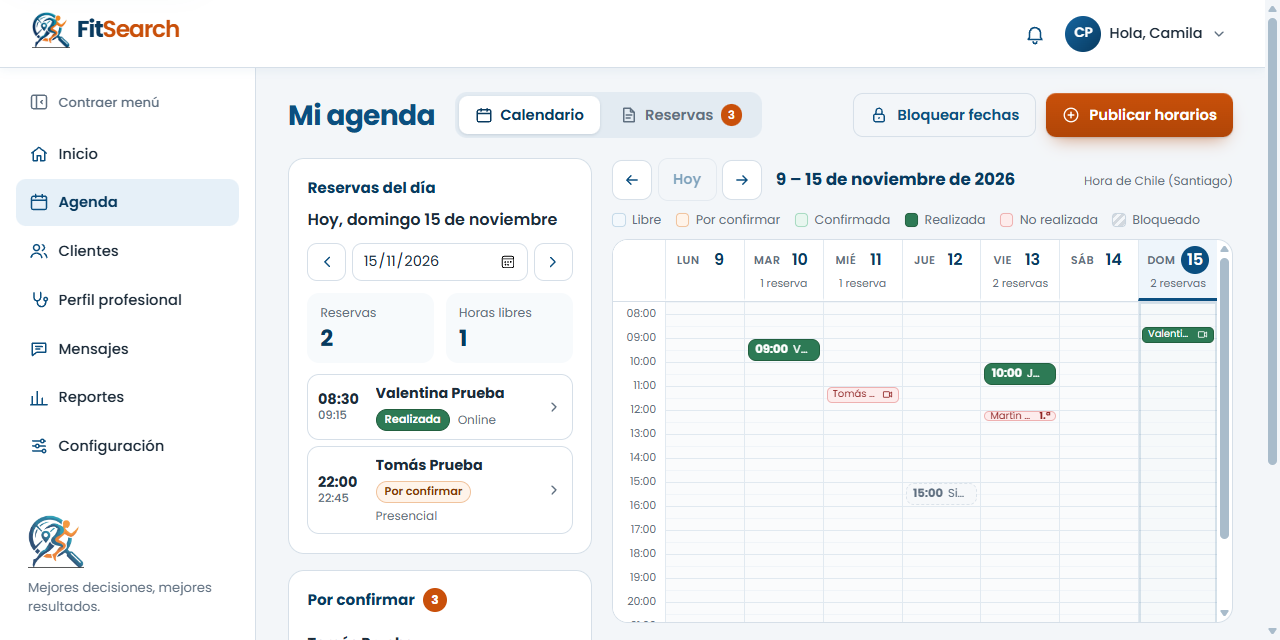 FitSearch
CP Hola, Camila
Contraer menú
Inicio
Agenda
Clientes
Perfil profesional
Mensajes
Reportes
Configuración
Mejores decisiones, mejores
resultados.
Mi agenda
Calendario
Reservas 3
Bloquear fechas
Publicar horarios
Reservas del día
Hoy, domingo 15 de noviembre
15/11/2026
Reservas
2
Horas libres
1
08:30
09:15
Valentina Prueba
Realizada Online
22:00
22:45
Tomás Prueba
Por confirmar
Presencial
Por confirmar 3
Tomás Prueba
Hoy
9 – 15 de noviembre de 2026
Hora de Chile (Santiago)
Libre Por confirmar Confirmada Realizada No realizada Bloqueado
LUN 9
MAR 10
1 reserva
MIÉ 11
1 reserva
JUE 12
VIE 13
2 reservas
SÁB 14
DOM 15
2 reservas
08:00
09:00
10:00
11:00
12:00
13:00
14:00
15:00
16:00
17:00
18:00
19:00
20:00
09:00 V...
Tomás ...
15:00 Si...
10:00 J...
Martín ... 1.ª
Valenti...